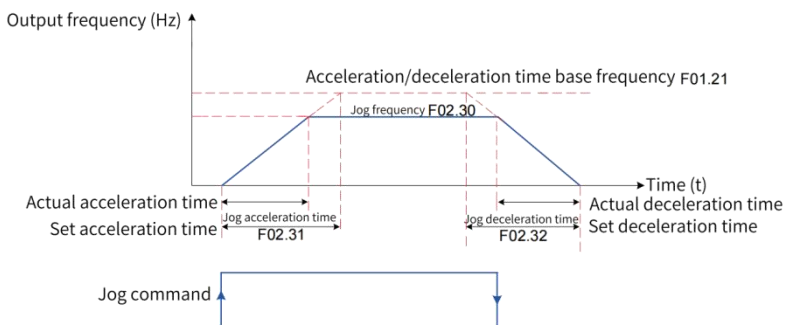 Output frequency (Hz)
Acceleration/deceleration time base frequency F01.21
Jog frequency F02.30
Time (t)
Actual acceleration time
Actual deceleration time
Jog acceleration time
Jog deceleration time
Set acceleration time
Set deceleration time
F02.31
F02.32
Jog command